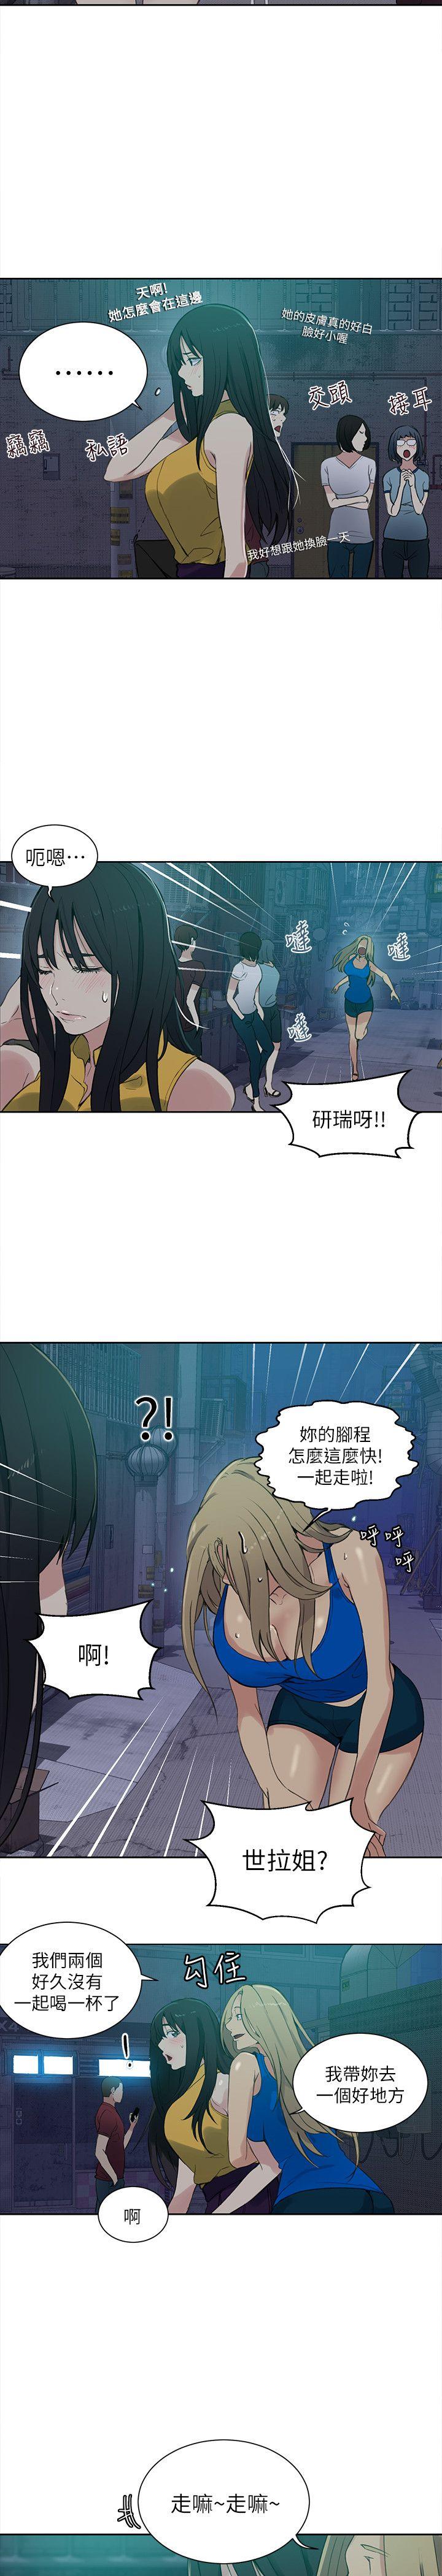 天啊!
她怎麼會在這邊
她的皮膚真的好白
臉好小喔
......
交頭
接耳
竊竊
私語
我好想跟她換臉一天
呃嗯…
噠
噠
噠
研瑞呀!!
?!
妳的腳程
怎麼這麼快!
一起走啦!
呼
呼
呼
啊!
世拉姐?
我們兩個
好久沒有
一起喝一杯了
勾住
!
我帶妳去
一個好地方
啊
走嘛~走嘛~